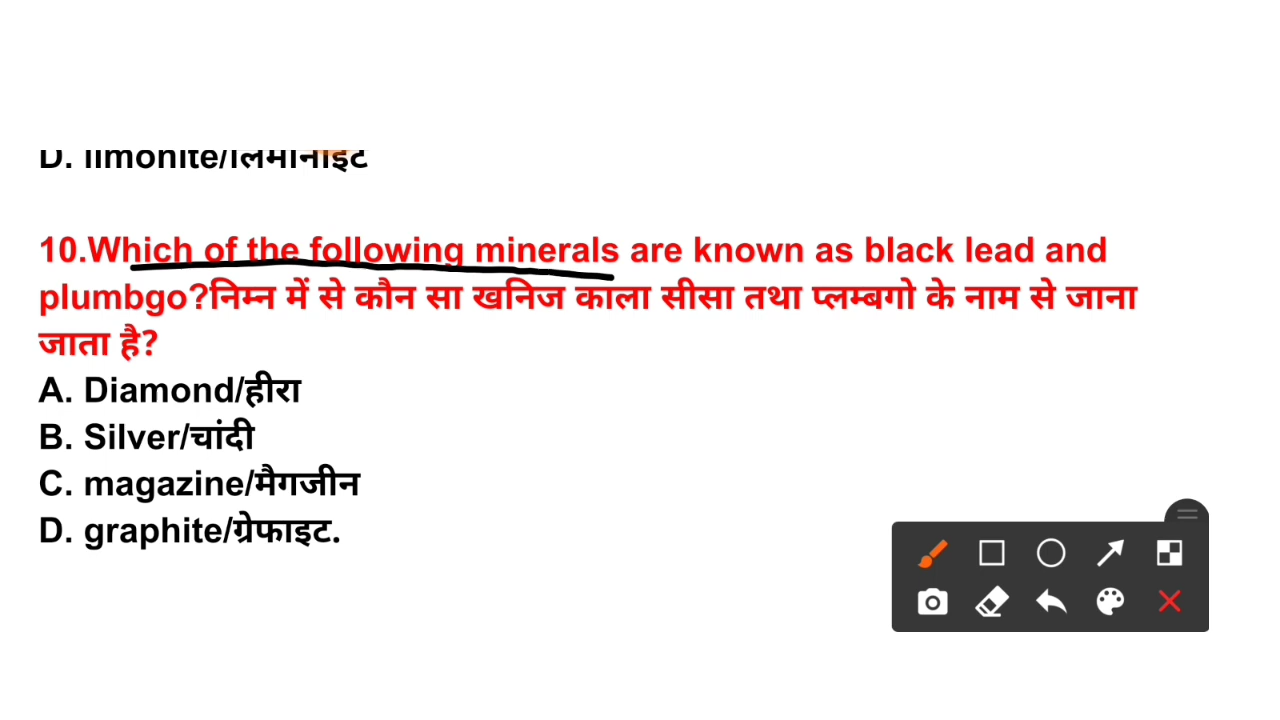 D. limonite/लिमोनाइट
10.Which of the following minerals are known as black lead and
plumbgo?निम्न में से कौन सा खनिज काला सीसा तथा प्लम्बगो के नाम से जाना
जाता है?
A. Diamond/हीरा
B. Silver/चांदी
C. magazine/मैगजीन
D. graphite/ग्रेफाइट.